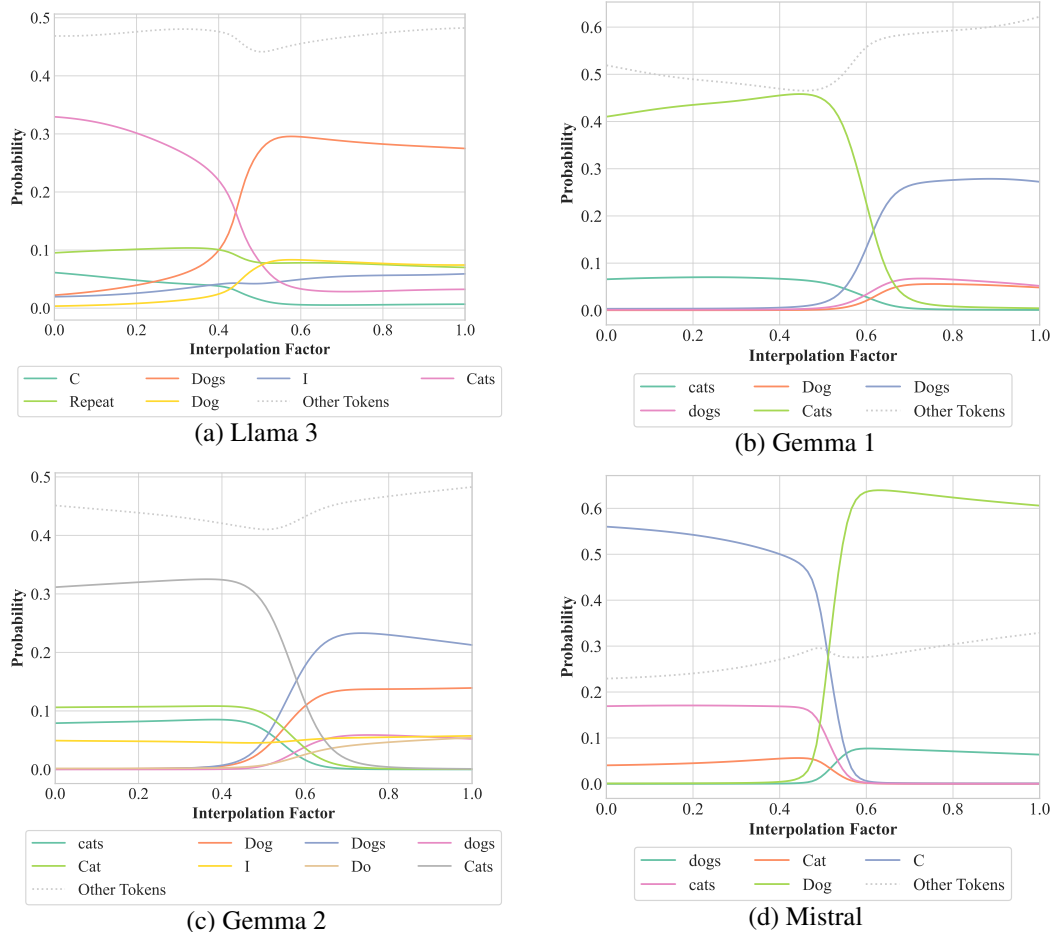 0.5
0.4
0.3
0.2
0.1
0.0
Probability
0.0 0.2 0.4 0.6 0.8 1.0
Interpolation Factor
C Dogs I Cats
Repeat Dog Other Tokens
(a) Llama 3
0.6
0.5
0.4
0.3
0.2
0.1
0.0
Probability
0.0 0.2 0.4 0.6 0.8 1.0
Interpolation Factor
cats Dog Dogs
dogs Cats Other Tokens
(b) Gemma 1
0.5
0.4
0.3
0.2
0.1
0.0
Probability
0.0 0.2 0.4 0.6 0.8 1.0
Interpolation Factor
cats Dog Dogs dogs
Cat I Do Cats
Other Tokens
(c) Gemma 2
0.6
0.5
0.4
0.3
0.2
0.1
0.0
Probability
0.0 0.2 0.4 0.6 0.8 1.0
Interpolation Factor
dogs Cat C
cats Dog Other Tokens
(d) Mistral